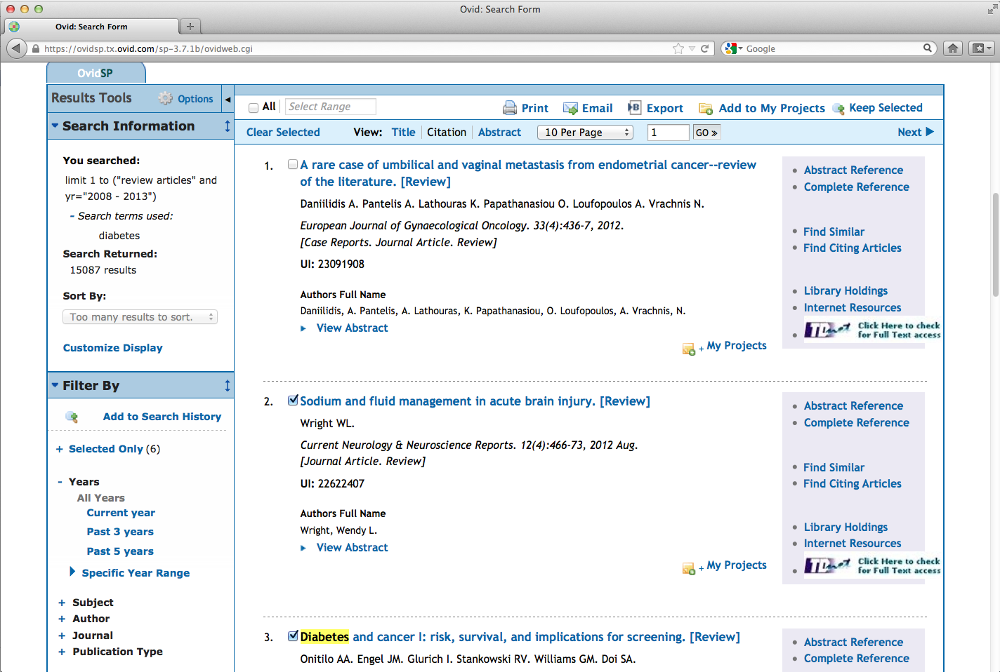 Ovid: Search Form
Ovid: Search Form
https://ovidsp.tx.ovid.com/sp-3.7.1b/ovidweb.cgi
Google
OvidSP
Results Tools
Options
Search Information
You searched:
limit 1 to ("review articles" and
yr="2008 - 2013")
- Search terms used:
diabetes
Search Returned:
15087 results
Sort By:
Too many results to sort.
Customize Display
Filter By
Add to Search History
+ Selected Only (6)
- Years
All Years
Current year
Past 3 years
Past 5 years
Specific Year Range
+ Subject
+ Author
+ Journal
+ Publication Type
All
Select Range
Print
Email
Export
Add to My Projects
Keep Selected
Clear Selected
View: Title | Citation | Abstract
10 Per Page
1
GO »
Next
1. A rare case of umbilical and vaginal metastasis from endometrial cancer--review
of the literature. [Review]
Daniilidis A. Pantelis A. Lathouras K. Papathanasiou O. Loufopoulos A. Vrachnis N.
European Journal of Gynaecological Oncology. 33(4):436-7, 2012.
[Case Reports. Journal Article. Review]
UI: 23091908
Authors Full Name
Daniilidis, A. Pantelis, A. Lathouras, K. Papathanasiou, O. Loufopoulos, A. Vrachnis, N.
View Abstract
+ My Projects
Abstract Reference
Complete Reference
Find Similar
Find Citing Articles
Library Holdings
Internet Resources
TDnet Click Here to check
for Full Text access
2. Sodium and fluid management in acute brain injury. [Review]
Wright WL.
Current Neurology & Neuroscience Reports. 12(4):466-73, 2012 Aug.
[Journal Article. Review]
UI: 22622407
Authors Full Name
Wright, Wendy L.
View Abstract
+ My Projects
Abstract Reference
Complete Reference
Find Similar
Find Citing Articles
Library Holdings
Internet Resources
TDnet Click Here to check
for Full Text access
3. Diabetes and cancer I: risk, survival, and implications for screening. [Review]
Onitilo AA. Engel JM. Glurich I. Stankowski RV. Williams GM. Doi SA.
Abstract Reference
Complete Reference